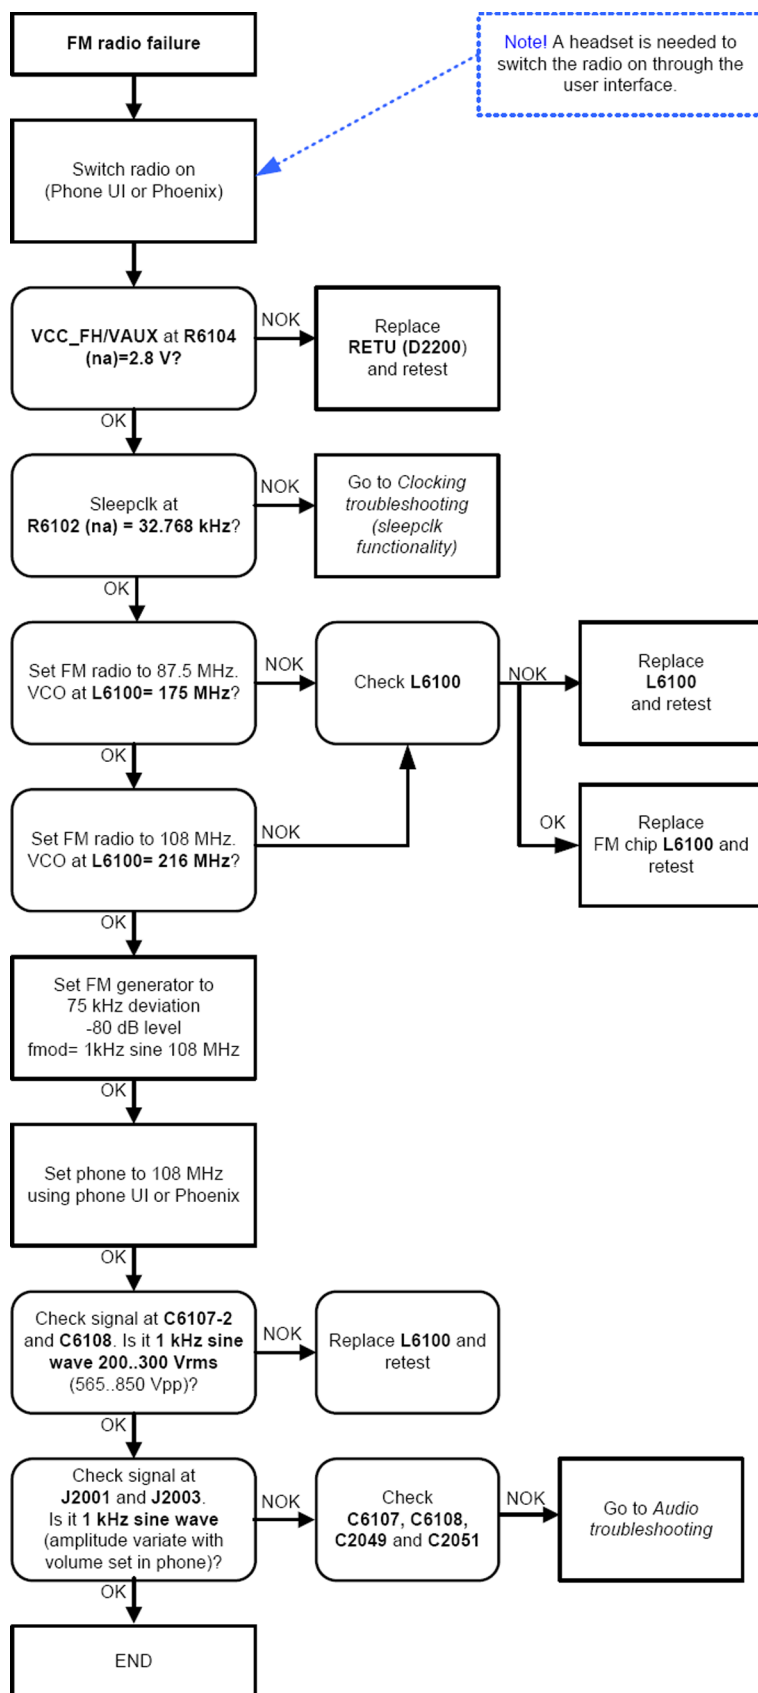 FM radio failure
Note! A headset is needed to
switch the radio on through the
user interface.
Switch radio on
(Phone UI or Phoenix)
VCC_FH/VAUX at R6104
(na)=2.8 V?
NOK
Replace
RETU (D2200)
and retest
OK
Sleepclk at
R6102 (na) = 32.768 kHz?
NOK
Go to Clocking
troubleshooting
(sleepclk
functionality)
OK
Set FM radio to 87.5 MHz.
VCO at L6100= 175 MHz?
NOK
Check L6100
NOK
Replace
L6100
and retest
OK
Set FM radio to 108 MHz.
VCO at L6100= 216 MHz?
NOK
OK
Replace
FM chip L6100 and
retest
OK
Set FM generator to
75 kHz deviation
-80 dB level
fmod= 1kHz sine 108 MHz
OK
Set phone to 108 MHz
using phone UI or Phoenix
OK
Check signal at C6107-2
and C6108. Is it 1 kHz sine
wave 200..300 Vrms
(565..850 Vpp)?
NOK
Replace L6100 and
retest
OK
Check signal at
J2001 and J2003.
Is it 1 kHz sine wave
(amplitude variate with
volume set in phone)?
NOK
Check
C6107, C6108,
C2049 and C2051
NOK
Go to Audio
troubleshooting
OK
END